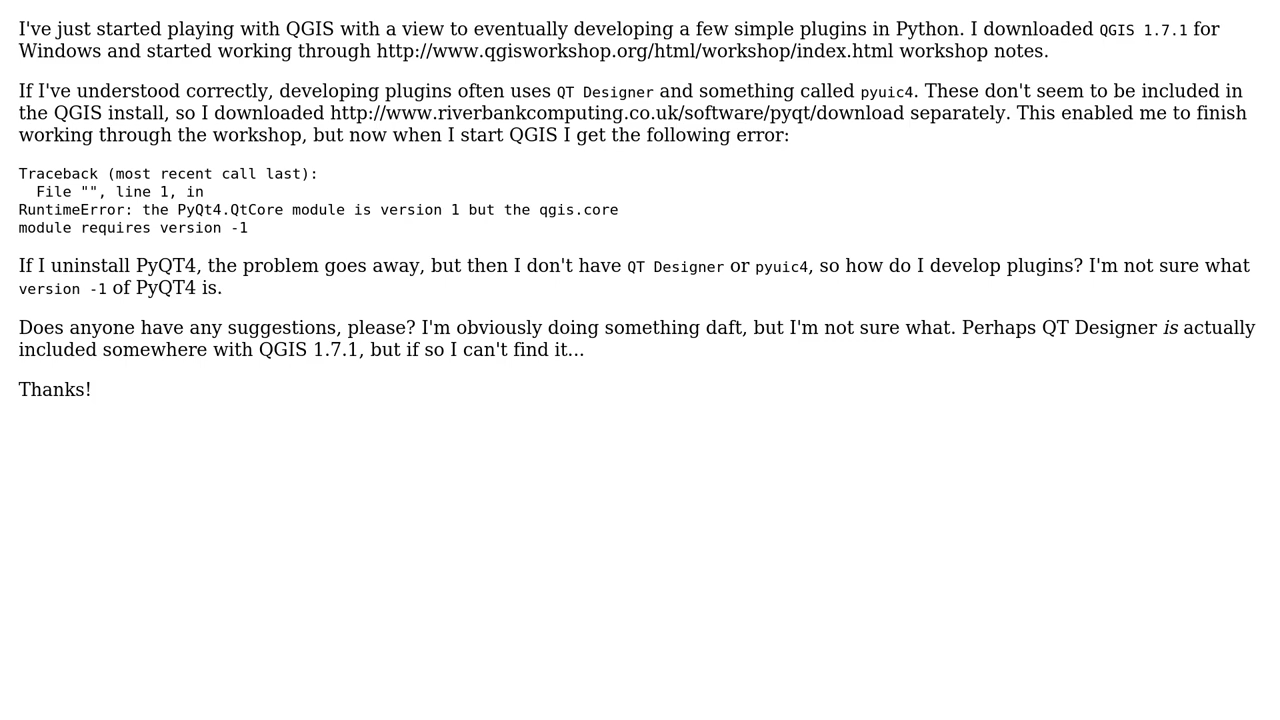 I've just started playing with QGIS with a view to eventually developing a few simple plugins in Python. I downloaded QGIS 1.7.1 for
Windows and started working through http://www.qgisworkshop.org/html/workshop/index.html workshop notes.
If I've understood correctly, developing plugins often uses QT Designer and something called pyuic4. These don't seem to be included in
the QGIS install, so I downloaded http://www.riverbankcomputing.co.uk/software/pyqt/download separately. This enabled me to finish
working through the workshop, but now when I start QGIS I get the following error:
Traceback (most recent call last):
  File "", line 1, in
RuntimeError: the PyQt4.QtCore module is version 1 but the qgis.core
module requires version -1
If I uninstall PyQT4, the problem goes away, but then I don't have QT Designer or pyuic4, so how do I develop plugins? I'm not sure what
version -1 of PyQT4 is.
Does anyone have any suggestions, please? I'm obviously doing something daft, but I'm not sure what. Perhaps QT Designer is actually
included somewhere with QGIS 1.7.1, but if so I can't find it...
Thanks!